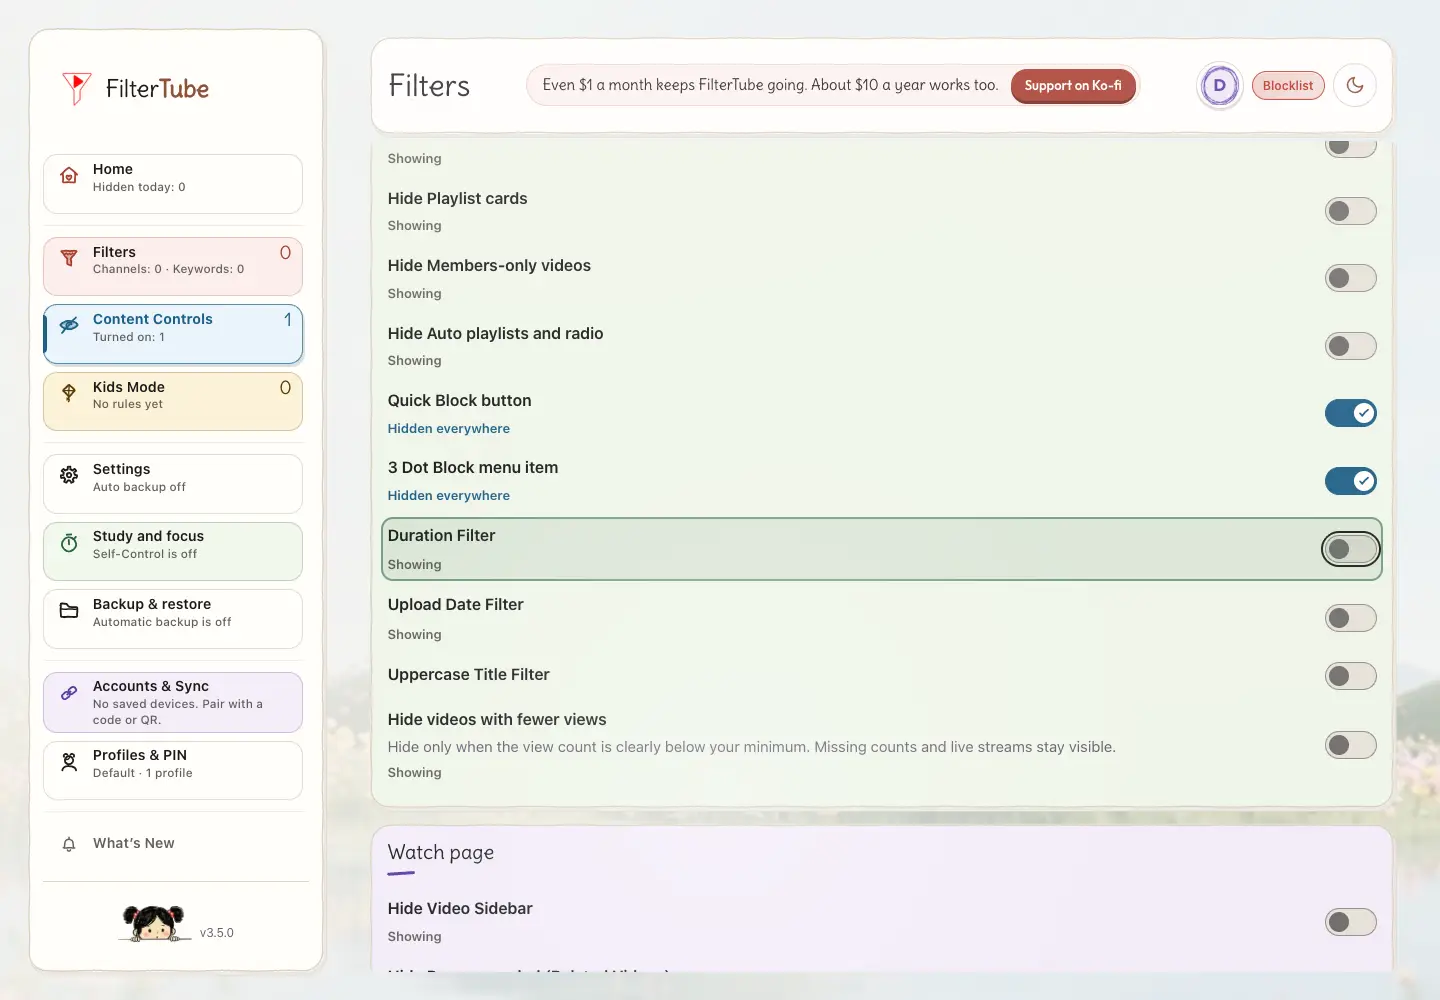 FilterTube
Home
Hidden today: 0
Filters
0
Channels: 0 · Keywords: 0
Content Controls
1
Turned on: 1
Kids Mode
0
No rules yet
Settings
Auto backup off
Study and focus
Self-Control is off
Backup & restore
Automatic backup is off
Accounts & Sync
No saved devices. Pair with a
code or QR.
Profiles & PIN
Default · 1 profile
What's New
v3.5.0
Filters
Even $1 a month keeps FilterTube going. About $10 a year works too.
Support on Ko-fi
D
Blocklist
Showing
Hide Playlist cards
Showing
Hide Members-only videos
Showing
Hide Auto playlists and radio
Showing
Quick Block button
Hidden everywhere
3 Dot Block menu item
Hidden everywhere
Duration Filter
Showing
Upload Date Filter
Showing
Uppercase Title Filter
Hide videos with fewer views
Hide only when the view count is clearly below your minimum. Missing counts and live streams stay visible.
Showing
Watch page
Hide Video Sidebar
Showing